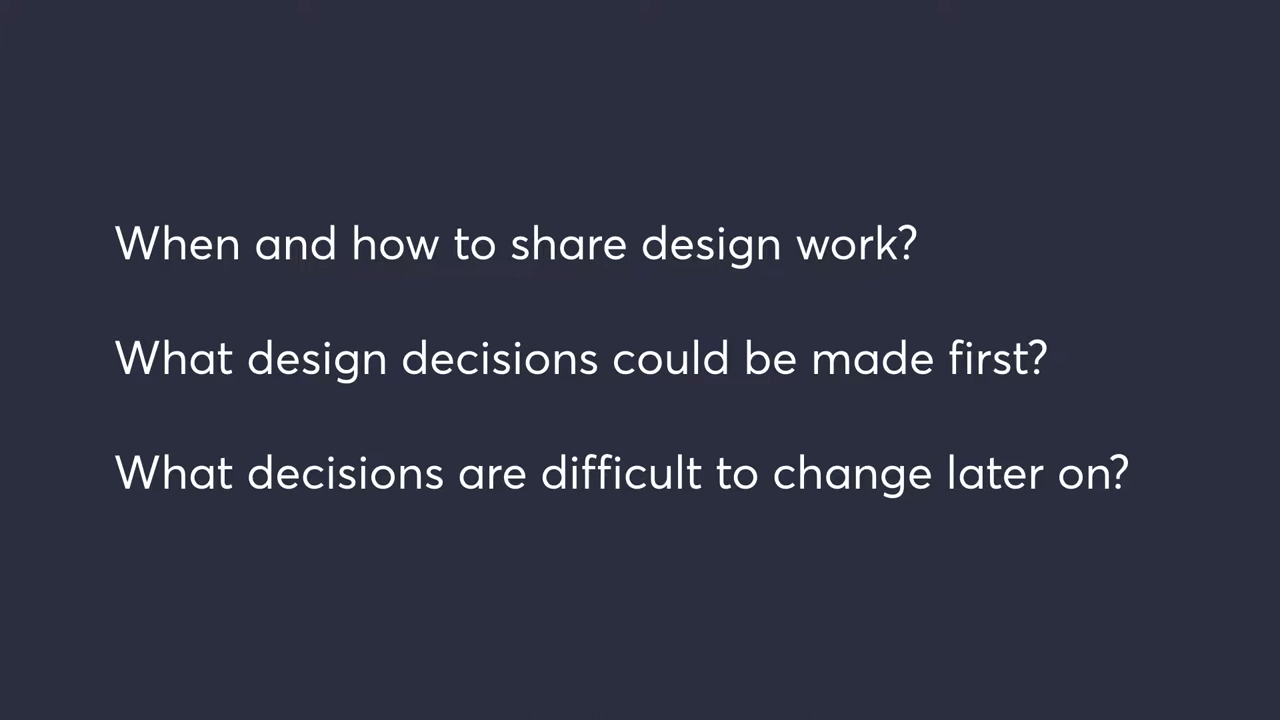 When and how to share design work?
What design decisions could be made first?
What decisions are difficult to change later on?